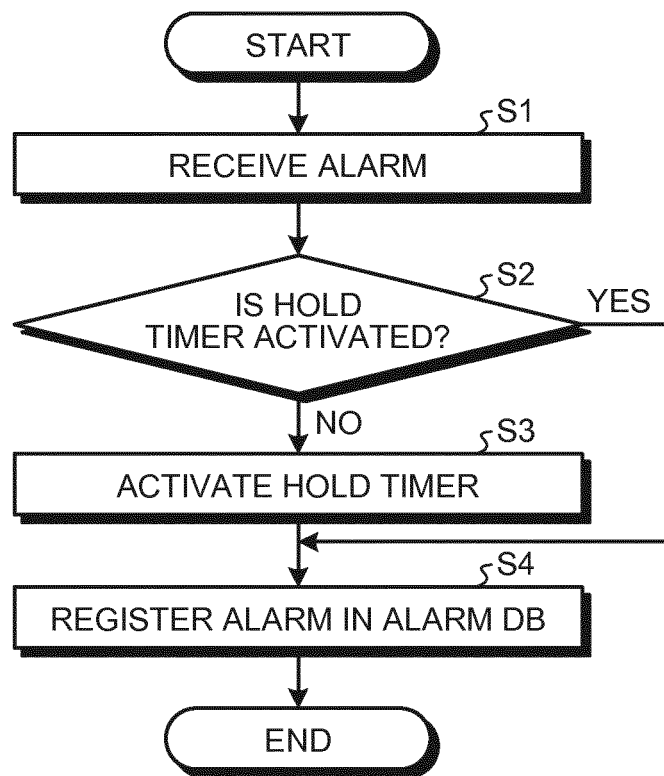 START
S1
RECEIVE ALARM
S2
IS HOLD
TIMER ACTIVATED?
YES
NO
S3
ACTIVATE HOLD TIMER
S4
REGISTER ALARM IN ALARM DB
END